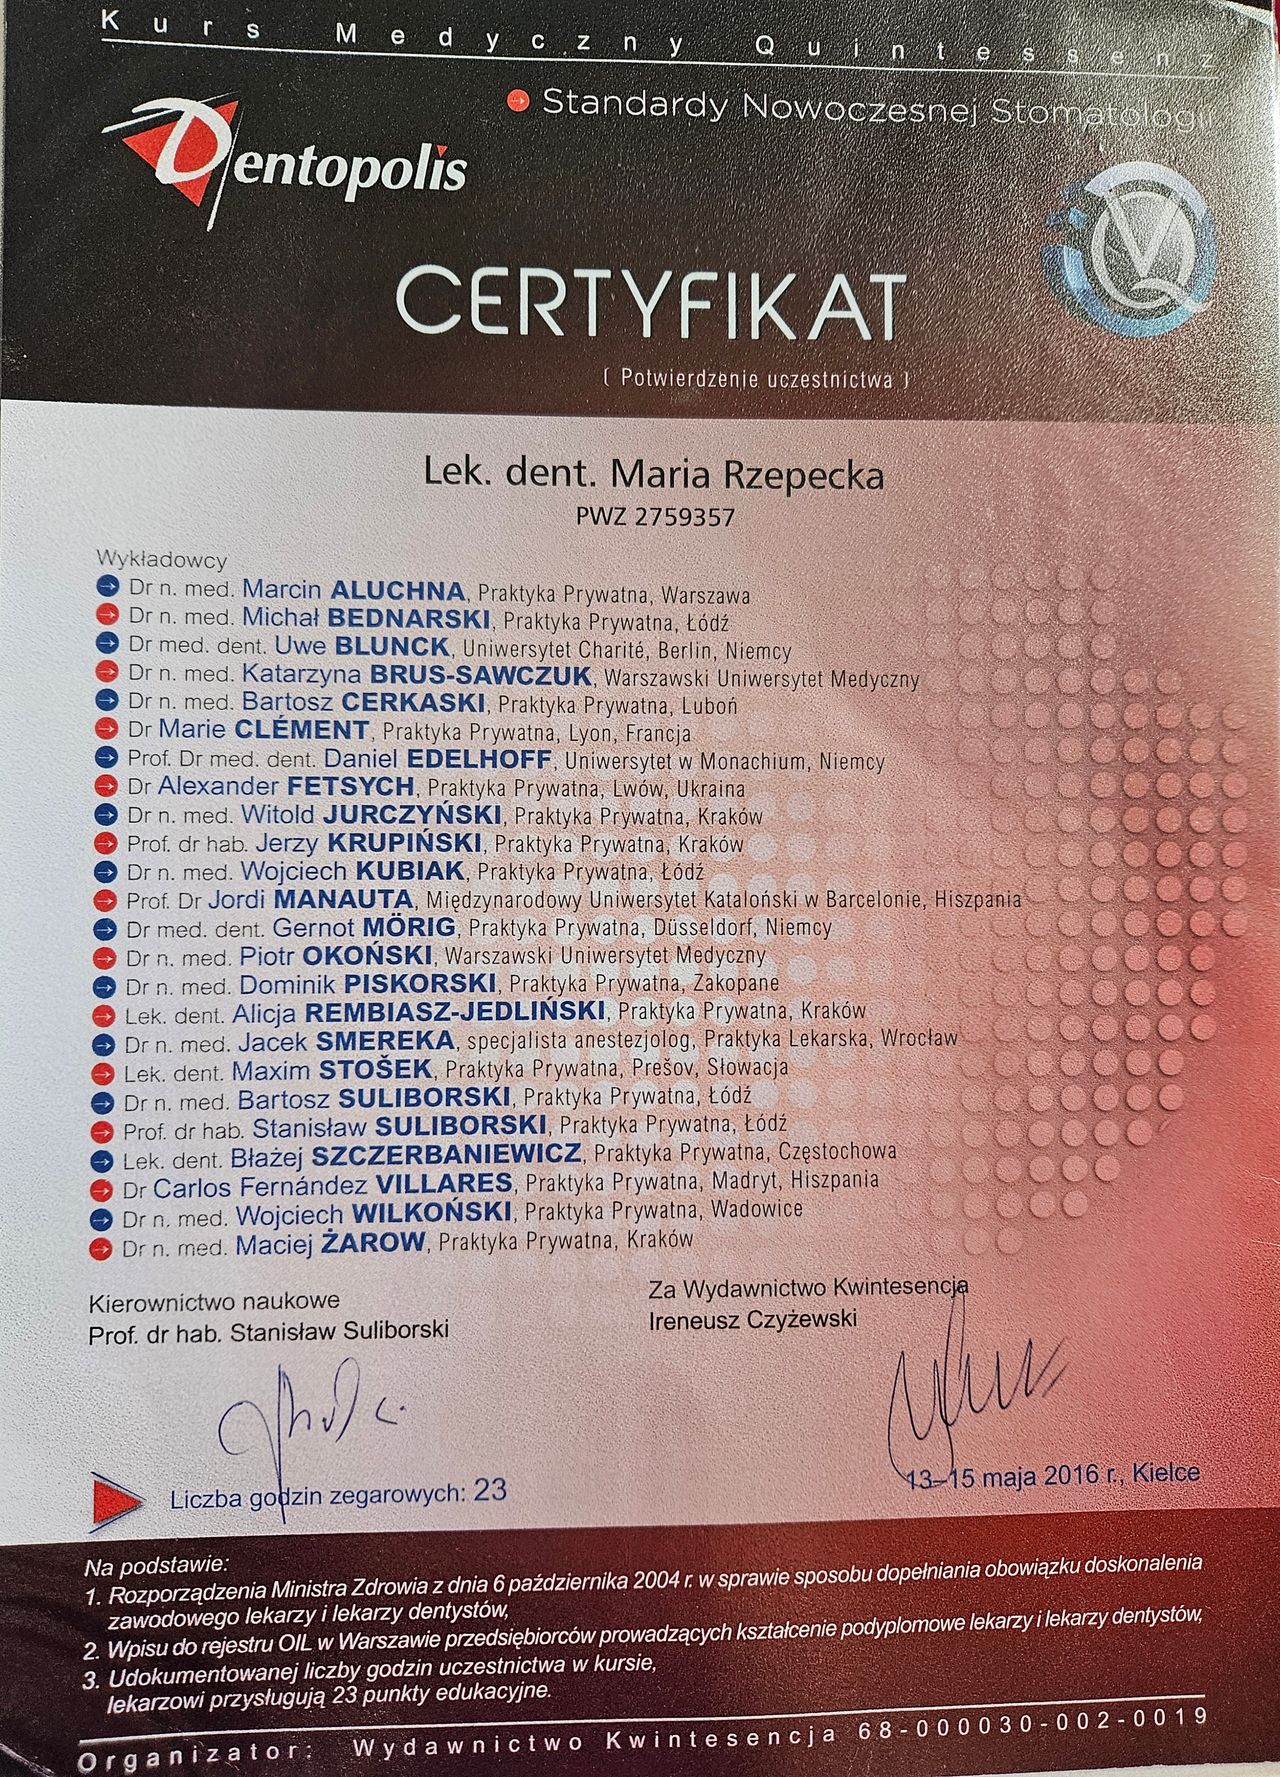 Kurs Medyczny Quintessenz
Standardy Nowoczesnej Stomatologii
Dentopolis
VQ
CERTYFIKAT
( Potwierdzenie uczestnictwa )
Lek. dent. Maria Rzepecka
PWZ 2759357
Wykładowcy
Dr n. med. Marcin ALUCHNA, Praktyka Prywatna, Warszawa
Dr n. med. Michał BEDNARSKI, Praktyka Prywatna, Łódź
Dr med. dent. Uwe BLUNCK, Uniwersytet Charité, Berlin, Niemcy
Dr n. med. Katarzyna BRUS-SAWCZUK, Warszawski Uniwersytet Medyczny
Dr n. med. Bartosz CERKASKI, Praktyka Prywatna, Luboń
Dr Marie CLÉMENT, Praktyka Prywatna, Lyon, Francja
Prof. Dr med. dent. Daniel EDELHOFF, Uniwersytet w Monachium, Niemcy
Dr Alexander FETSYCH, Praktyka Prywatna, Lwów, Ukraina
Dr n. med. Witold JURCZYŃSKI, Praktyka Prywatna, Kraków
Prof. dr hab. Jerzy KRUPIŃSKI, Praktyka Prywatna, Kraków
Dr n. med. Wojciech KUBIAK, Praktyka Prywatna, Łódź
Prof. Dr Jordi MANAUTA, Międzynarodowy Uniwersytet Kataloński w Barcelonie, Hiszpania
Dr med. dent. Gernot MÖRIG, Praktyka Prywatna, Düsseldorf, Niemcy
Dr n. med. Piotr OKOŃSKI, Warszawski Uniwersytet Medyczny
Dr n. med. Dominik PISKORSKI, Praktyka Prywatna, Zakopane
Lek. dent. Alicja REMBIASZ-JEDLIŃSKI, Praktyka Prywatna, Kraków
Dr n. med. Jacek SMEREKA, specjalista anestezjolog, Praktyka Lekarska, Wrocław
Lek. dent. Maxim STOŠEK, Praktyka Prywatna, Prešov, Słowacja
Dr n. med. Bartosz SULIBORSKI, Praktyka Prywatna, Łódź
Prof. dr hab. Stanisław SULIBORSKI, Praktyka Prywatna, Łódź
Lek. dent. Błażej SZCZERBANIEWICZ, Praktyka Prywatna, Częstochowa
Dr Carlos Fernández VILLARES, Praktyka Prywatna, Madryt, Hiszpania
Dr n. med. Wojciech WILKOŃSKI, Praktyka Prywatna, Wadowice
Dr n. med. Maciej ŻAROW, Praktyka Prywatna, Kraków
Kierownictwo naukowe
Prof. dr hab. Stanisław Suliborski
Za Wydawnictwo Kwintesencja
Ireneusz Czyżewski
Liczba godzin zegarowych: 23
13–15 maja 2016 r., Kielce
Na podstawie:
1. Rozporządzenia Ministra Zdrowia z dnia 6 października 2004 r. w sprawie sposobu dopełniania obowiązku doskonalenia
zawodowego lekarzy i lekarzy dentystów,
2. Wpisu do rejestru OIL w Warszawie przedsiębiorców prowadzących kształcenie podyplomowe lekarzy i lekarzy dentystów,
3. Udokumentowanej liczby godzin uczestnictwa w kursie,
lekarzowi przysługują 23 punkty edukacyjne.
Organizator: Wydawnictwo Kwintesencja 68-000030-002-0019